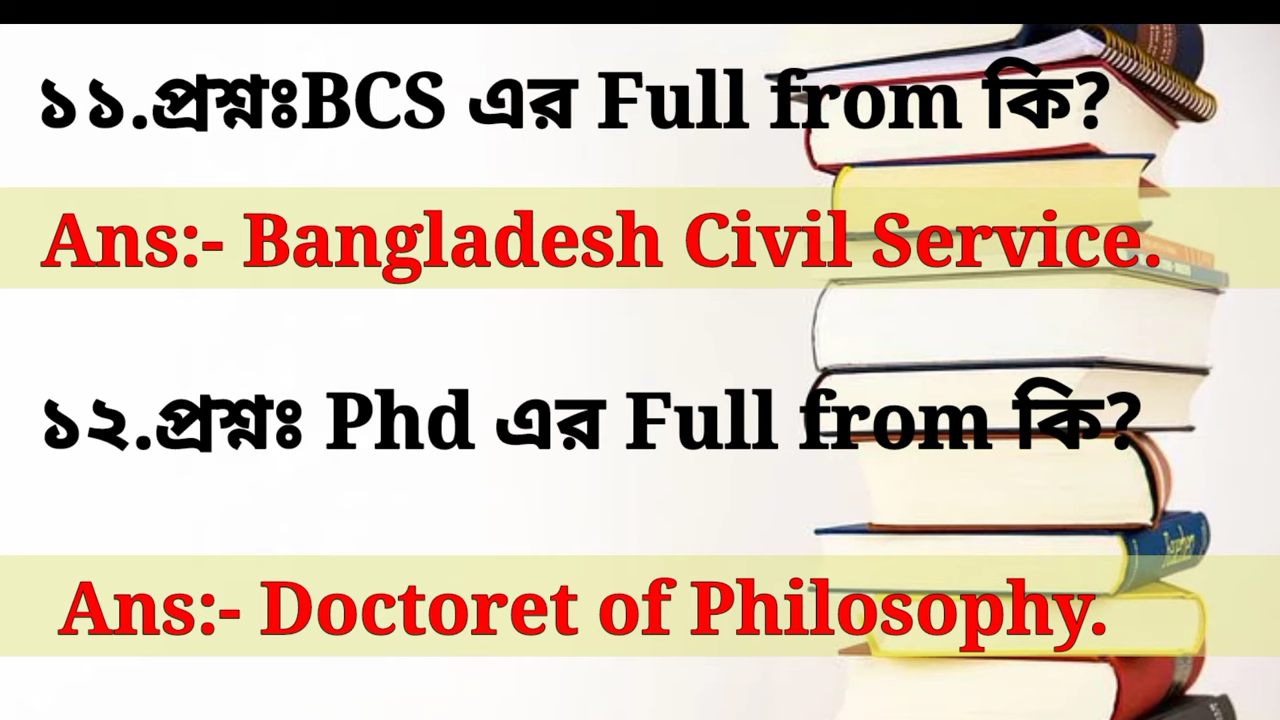 ১১.প্রশ্নঃBCS এর Full from কি?
Ans:- Bangladesh Civil Service.
১২.প্রশ্নঃ Phd এর Full from কি?
Ans:- Doctoret of Philosophy.